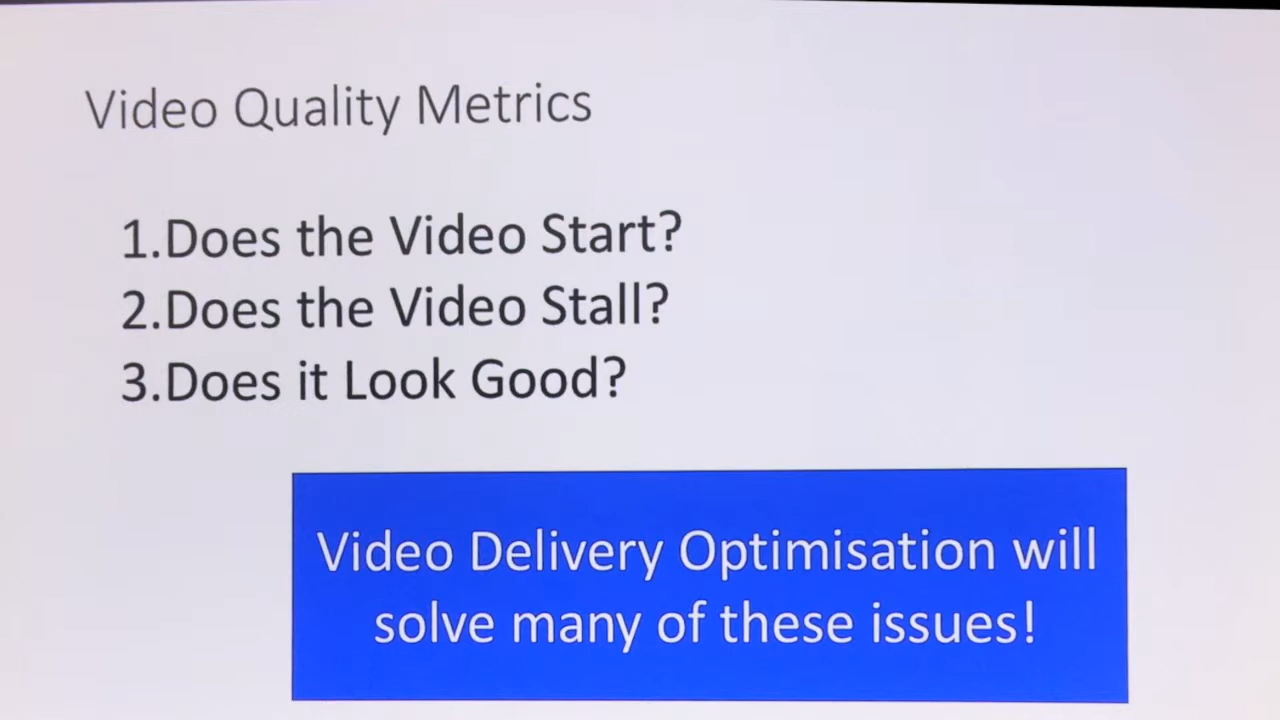 Video Quality Metrics
1.Does the Video Start?
2.Does the Video Stall?
3.Does it Look Good?
Video Delivery Optimisation will
solve many of these issues!